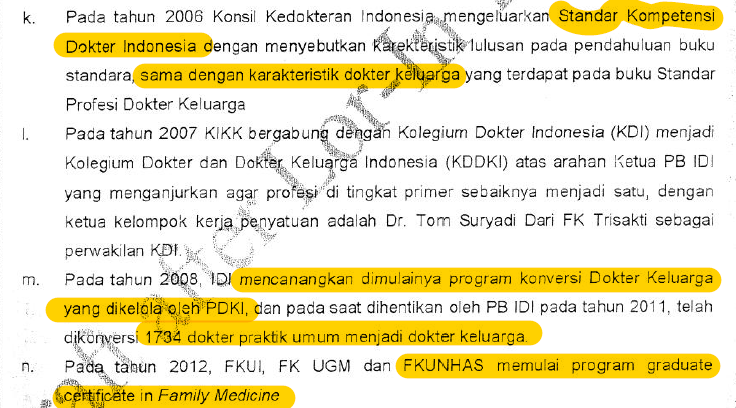 k. Pada tahun 2006 Konsil Kedokteran Indonesia mengeluarkan Standar Kompetensi
Dokter Indonesia dengan menyebutkan karekteristik lulusan pada pendahuluan buku
standara, sama dengan karakteristik dokter keluarga yang terdapat pada buku Standar
Profesi Dokter Keluarga
l. Pada tahun 2007 KIKK bergabung dengan Kolegium Dokter Indonesia (KDI) menjadi
Kolegium Dokter dan Dokter Keluarga Indonesia (KDDKI) atas arahan Ketua PB IDI
yang menganjurkan agar profesi di tingkat primer sebaiknya menjadi satu, dengan
ketua kelompok kerja penyatuan adalah Dr. Tom Suryadi Dari FK Trisakti sebagai
perwakilan KDI.
m. Pada tahun 2008, IDI mencanangkan dimulainya program konversi Dokter Keluarga
yang dikelola oleh PDKI, dan pada saat dihentikan oleh PB IDI pada tahun 2011, telah
dikonversi 1734 dokter praktik umum menjadi dokter keluarga.
n. Pada tahun 2012, FKUI, FK UGM dan FKUNHAS memulai program graduate
certificate in Family Medicine